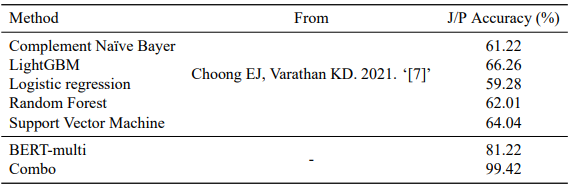 Method From J/P Accuracy (%)
Complement Naïve Bayer 61.22
LightGBM 66.26
Choong EJ, Varathan KD. 2021. ‘[7]’
Logistic regression 59.28
Random Forest 62.01
Support Vector Machine 64.04
BERT-multi 81.22
-
Combo 99.42